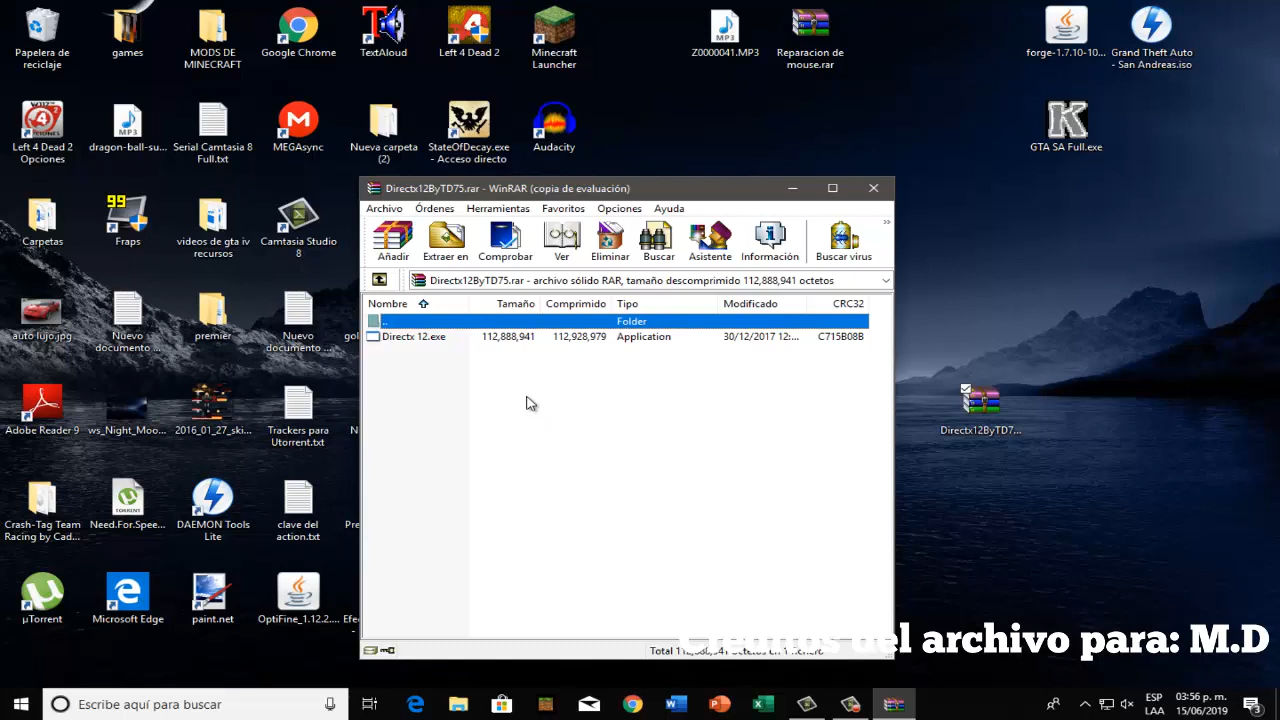 Papelera de
reciclaje
games
MODS DE
MINECRAFT
Google Chrome
TextAloud
Left 4 Dead 2
Minecraft
Launcher
Z0000041.MP3
Reparacion de
mouse.rar
forge-1.7.10-10...
Grand Theft Auto
- San Andreas.iso
Left 4 Dead 2
Opciones
MP3
dragon-ball-su...
Serial Camtasia 8
Full.txt
MEGAsync
Nueva carpeta
(2)
StateOfDecay.exe
- Acceso directo
Audacity
GTA SA Full.exe
Directx12ByTD75.rar - WinRAR (copia de evaluación)
Archivo Órdenes Herramientas Favoritos Opciones Ayuda
Añadir Extraer en Comprobar Ver Eliminar Buscar Asistente Información Buscar virus
Directx12ByTD75.rar - archivo sólido RAR, tamaño descomprimido 112,888,941 octetos
Nombre Tamaño Comprimido Tipo Modificado CRC32
.. Folder
Directx 12.exe 112,888,941 112,928,979 Application 30/12/2017 12:... C715B08B
99
Carpetas
Fraps
videos de gta iv
recursos
Camtasia Studio
8
auto lujo.jpg
Nuevo
documento ...
premier
Nuevo
documento ...
gol
Adobe Reader 9
ws_Night_Moo...
2016_01_27_ski...
Trackers para
Utorrent.txt
Directx12ByTD7...
Crash-Tag Team
Racing by Cad...
Need.For.Spee...
DAEMON Tools
Lite
clave del
action.txt
Pre
µTorrent
Microsoft Edge
paint.net
OptiFine_1.12.2....
Efe
del archivo para: M.D
Escribe aquí para buscar
ESP
LAA
03:56 p. m.
15/06/2019
3